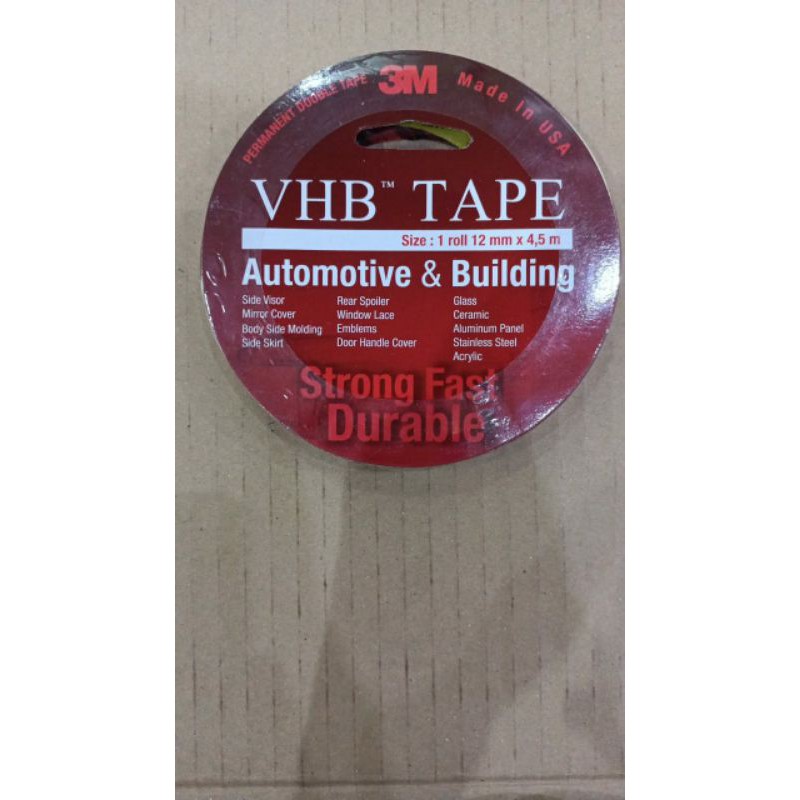 PERMANENT DOUBLE TAPE 3M Made In USA
VHB™ TAPE
Size : 1 roll 12 mm x 4,5 m
Automotive & Building
Side Visor
Mirror Cover
Body Side Molding
Side Skirt
Rear Spoiler
Window Lace
Emblems
Door Handle Cover
Glass
Ceramic
Aluminum Panel
Stainless Steel
Acrylic
Strong Fast
Durable